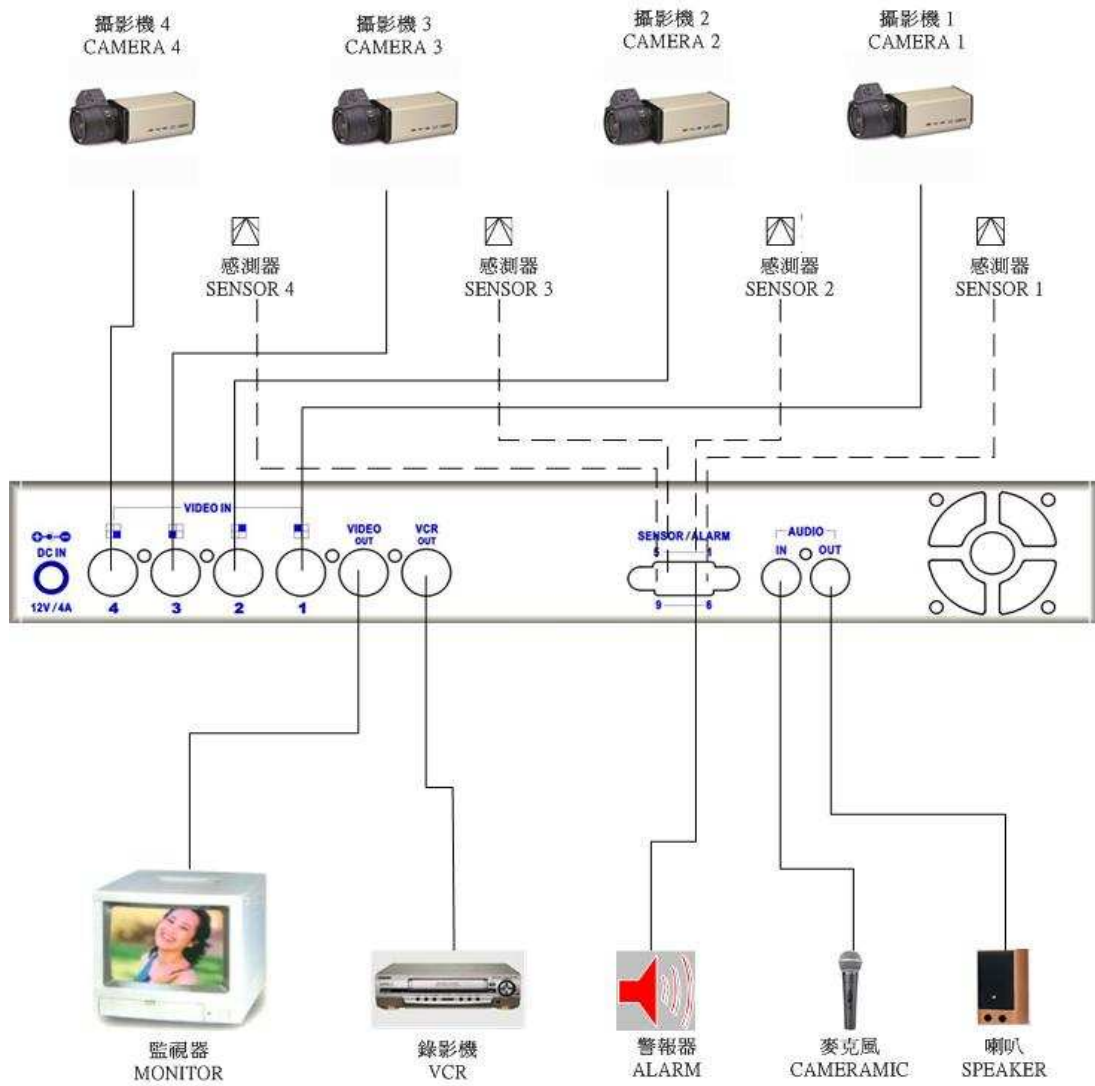 攝影機 4
CAMERA 4
攝影機 3
CAMERA 3
攝影機 2
CAMERA 2
攝影機 1
CAMERA 1
感測器
SENSOR 4
感測器
SENSOR 3
感測器
SENSOR 2
感測器
SENSOR 1
DC IN
12V/4A
VIDEO IN
4
3
2
1
VIDEO
OUT
VCR
OUT
SENSOR/ALARM
5 1
9 6
AUDIO
IN OUT
監視器
MONITOR
錄影機
VCR
警報器
ALARM
麥克風
CAMERAMIC
喇叭
SPEAKER